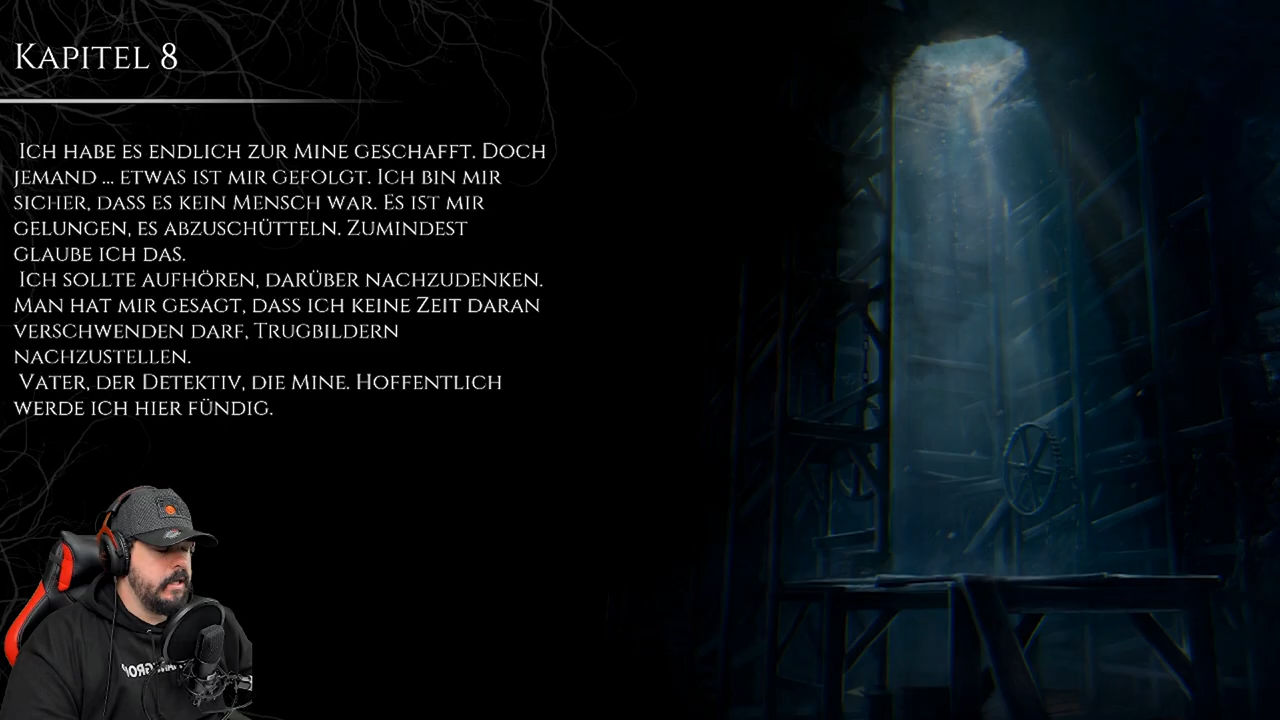 Kapitel 8
Ich habe es endlich zur Mine geschafft. Doch
jemand ... etwas ist mir gefolgt. Ich bin mir
sicher, dass es kein Mensch war. Es ist mir
gelungen, es abzuschütteln. Zumindest
glaube ich das.
Ich sollte aufhören, darüber nachzudenken.
Man hat mir gesagt, dass ich keine Zeit daran
verschwenden darf, Trugbildern
nachzustellen.
Vater, der Detektiv, die Mine. Hoffentlich
werde ich hier fündig.